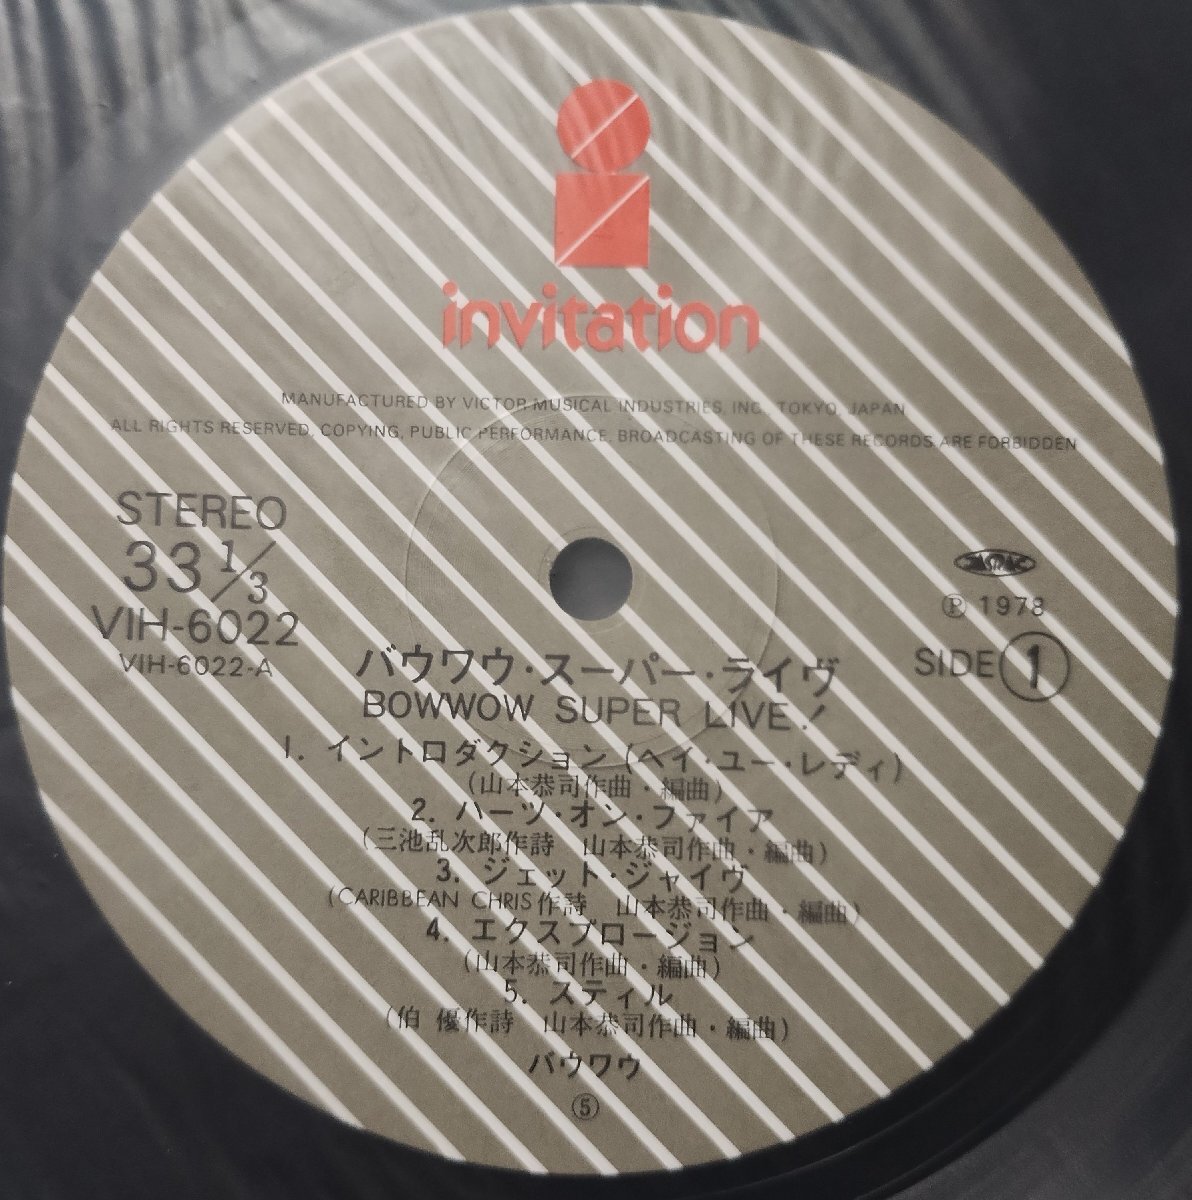 invitation
MANUFACTURED BY VICTOR MUSICAL INDUSTRIES, INC. TOKYO, JAPAN
ALL RIGHTS RESERVED, COPYING, PUBLIC PERFORMANCE, BROADCASTING OF THESE RECORDS ARE FORBIDDEN
STEREO
33 1/3
VIH-6022
VIH-6022-A
Ⓟ 1978
SIDE 1
バウワウ・スーパー・ライヴ
BOWWOW SUPER LIVE!
1. イントロダクション (ヘイ・ユー・レディ)
(山本恭司作曲・編曲)
2. ハーツ・オン・ファイア
(三池乱次郎作詩 山本恭司作曲・編曲)
3. ジェット・ジャイヴ
(CARIBBEAN CHRIS作詩 山本恭司作曲・編曲)
4. エクスプロージョン
(山本恭司作曲・編曲)
5. スティル
(伯 優作詩 山本恭司作曲・編曲)
バウワウ
⑤